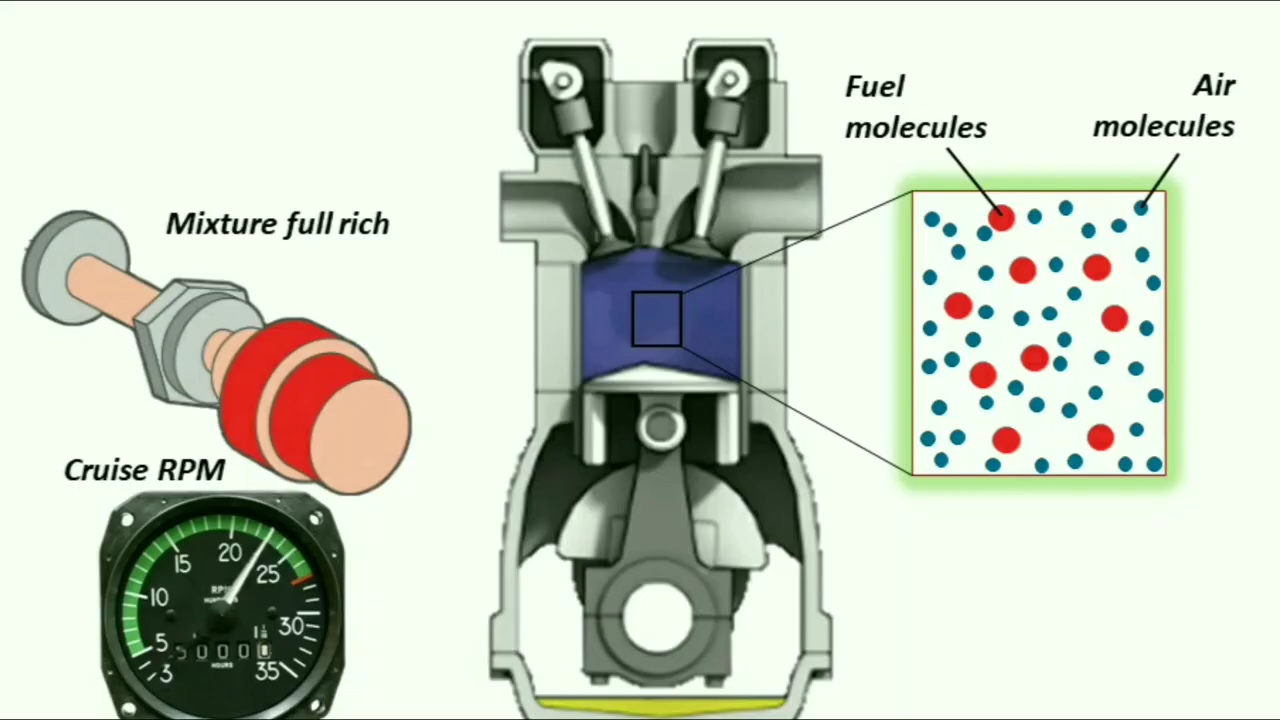 Fuel
molecules
Air
molecules
Mixture full rich
Cruise RPM
20
15
25
10
RPM
30
5
HOURS
3
35